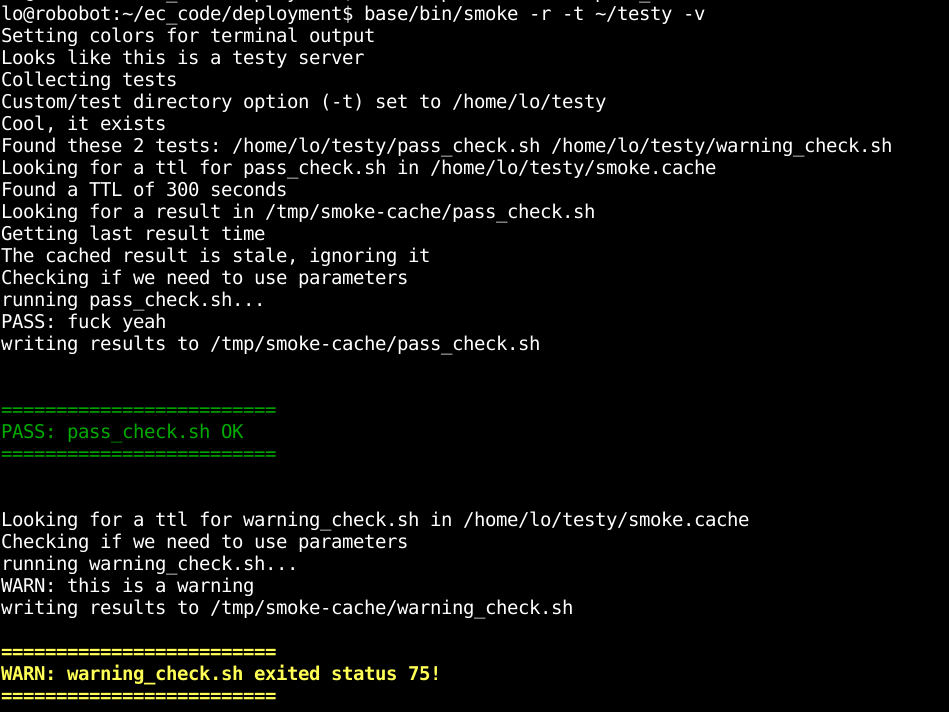 lo@robobot:~/ec_code/deployment$ base/bin/smoke -r -t ~/testy -v
Setting colors for terminal output
Looks like this is a testy server
Collecting tests
Custom/test directory option (-t) set to /home/lo/testy
Cool, it exists
Found these 2 tests: /home/lo/testy/pass_check.sh /home/lo/testy/warning_check.sh
Looking for a ttl for pass_check.sh in /home/lo/testy/smoke.cache
Found a TTL of 300 seconds
Looking for a result in /tmp/smoke-cache/pass_check.sh
Getting last result time
The cached result is stale, ignoring it
Checking if we need to use parameters
running pass_check.sh...
PASS: fuck yeah
writing results to /tmp/smoke-cache/pass_check.sh
=========================
PASS: pass_check.sh OK
=========================
Looking for a ttl for warning_check.sh in /home/lo/testy/smoke.cache
Checking if we need to use parameters
running warning_check.sh...
WARN: this is a warning
writing results to /tmp/smoke-cache/warning_check.sh
=========================
WARN: warning_check.sh exited status 75!
=========================